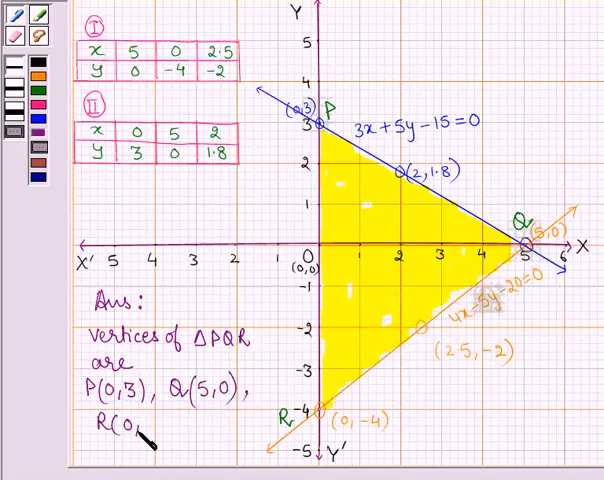 I
x 5 0 2.5
y 0 -4 -2
II
x 0 5 2
y 3 0 1.8
Y
5
4
(0,3) P
3
3x+5y-15=0
2
(2,1.8)
1
Q
(5,0)
X' 5 4 3 2 1 0 1 2 3 4 5 6 X
(0,0)
-1
4x-5y-20=0
-2
(2.5,-2)
-3
-4
R (0,-4)
-5
Y'
Ans:
vertices of ΔPQR
are
P(0,3), Q(5,0),
R(0,